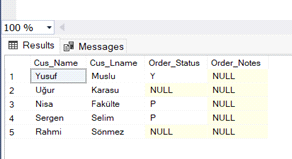 100 %
Results Messages
Cus_Name Cus_Lname Order_Status Order_Notes
1 Yusuf Muslu Y NULL
2 Uğur Karasu NULL NULL
3 Nisa Fakülte P NULL
4 Sergen Selim P NULL
5 Rahmi Sönmez NULL NULL